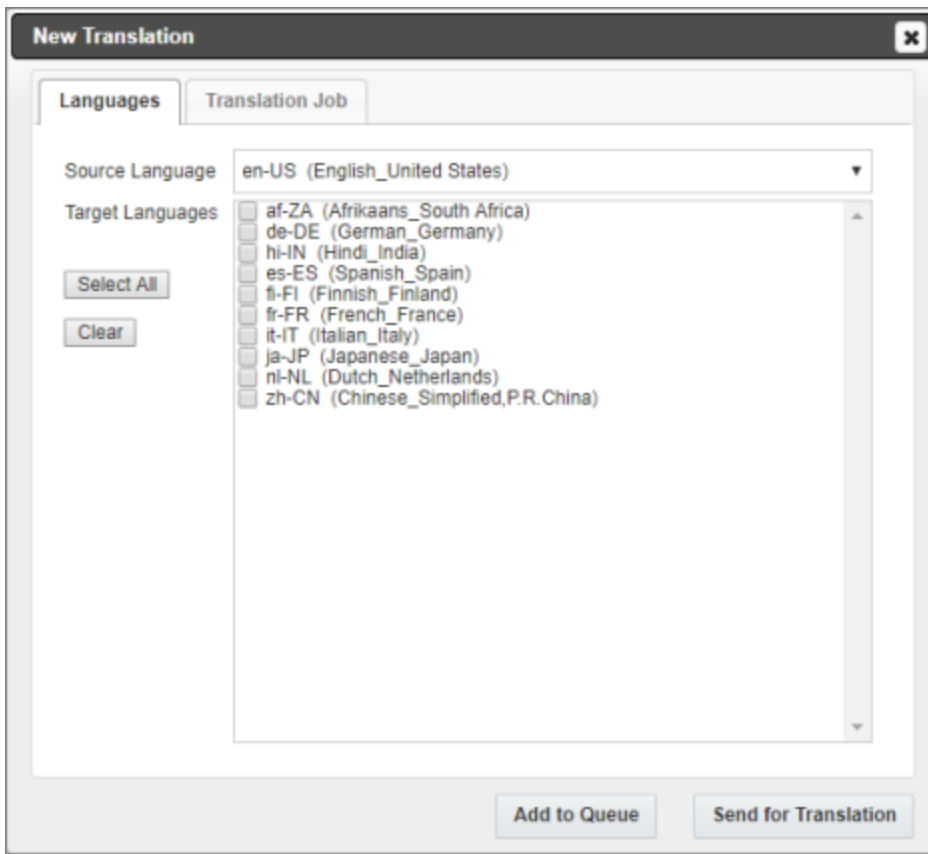 New Translation
Languages
Translation Job
Source Language
en-US (English_United States)
Target Languages
af-ZA (Afrikaans_South Africa)
de-DE (German_Germany)
hi-IN (Hindi_India)
es-ES (Spanish_Spain)
fi-FI (Finnish_Finland)
fr-FR (French_France)
it-IT (Italian_Italy)
ja-JP (Japanese_Japan)
nl-NL (Dutch_Netherlands)
zh-CN (Chinese_Simplified,P.R.China)
Select All
Clear
Add to Queue
Send for Translation